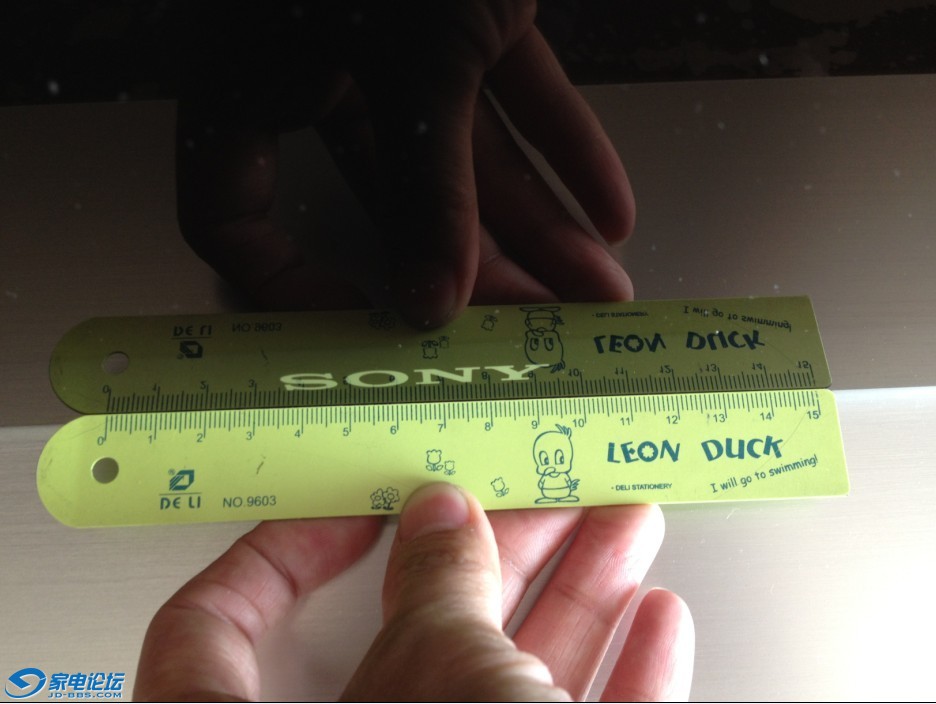 SONY
0 1 2 3 4 5 6 7 8 9 10 11 12 13 14 15
LEON DUCK
I will go to swimming!
- DELI STATIONERY
®
DE LI
NO 9603
家电论坛
JD-BBS.COM